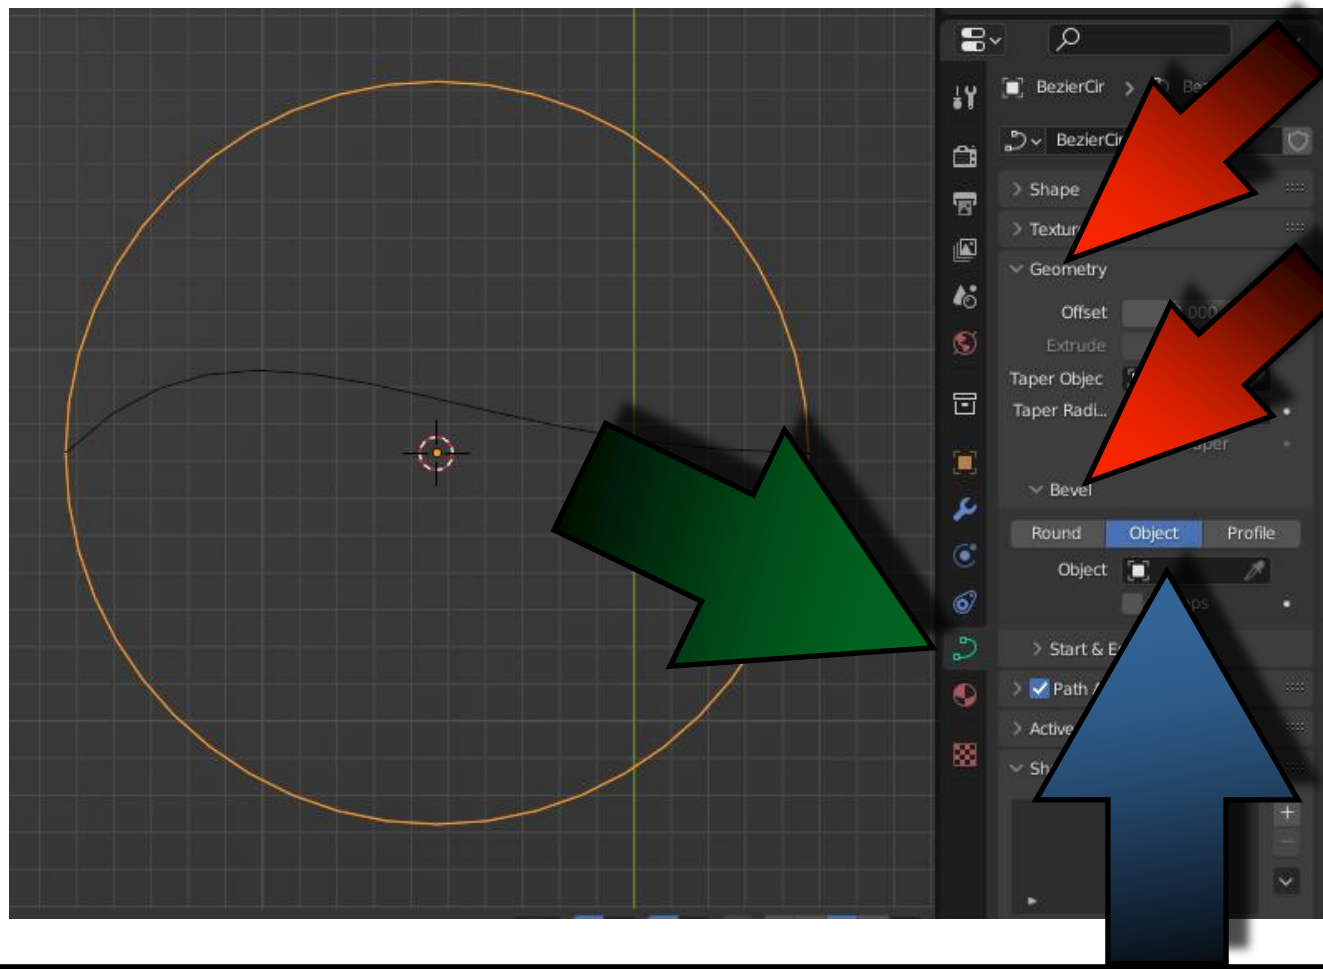 BezierCir
BezierCi
Shape
Textur
Geometry
Offset
Extrude
Taper Objec
Taper Radi...
Bevel
Round Object Profile
Object
Start & E
Path
Active
Sh